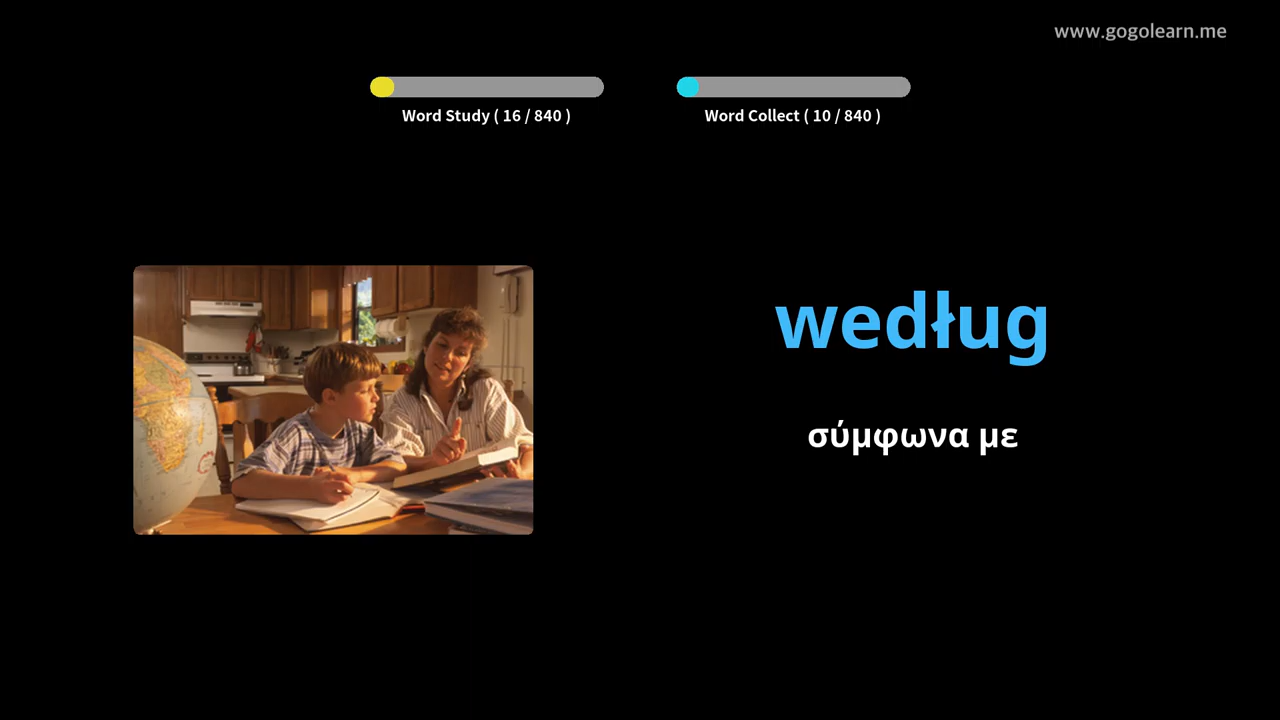 www.gogolearn.me
Word Study ( 16 / 840 )
Word Collect ( 10 / 840 )
według
σύμφωνα με